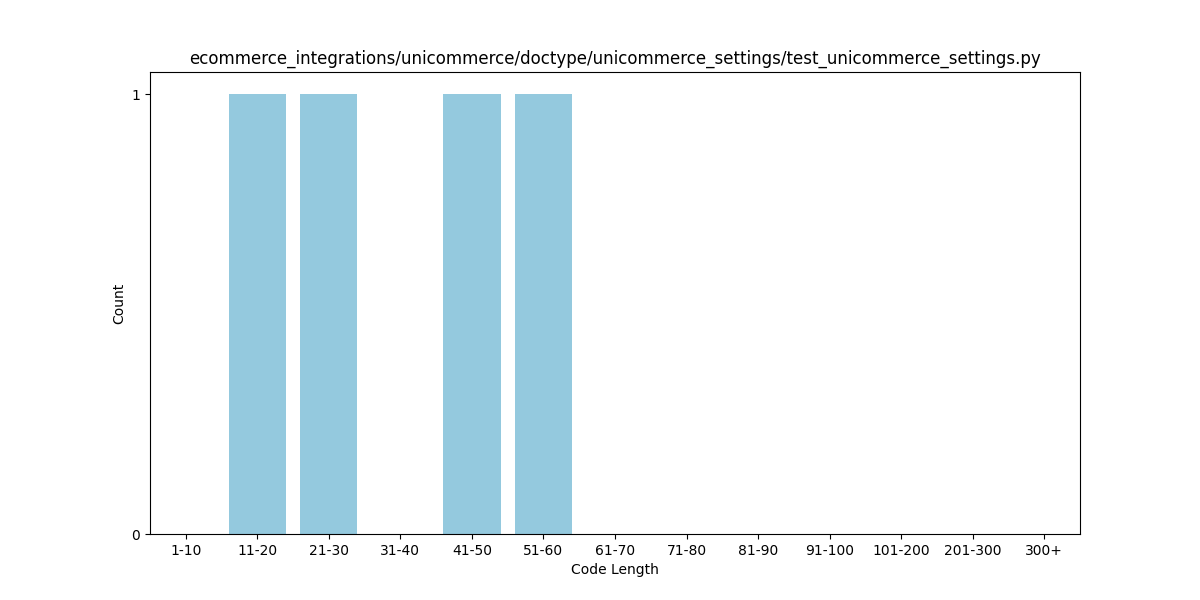 ecommerce_integrations/unicommerce/doctype/unicommerce_settings/test_unicommerce_settings.py
1
Count
0
1-10 11-20 21-30 31-40 41-50 51-60 61-70 71-80 81-90 91-100 101-200 201-300 300+
Code Length